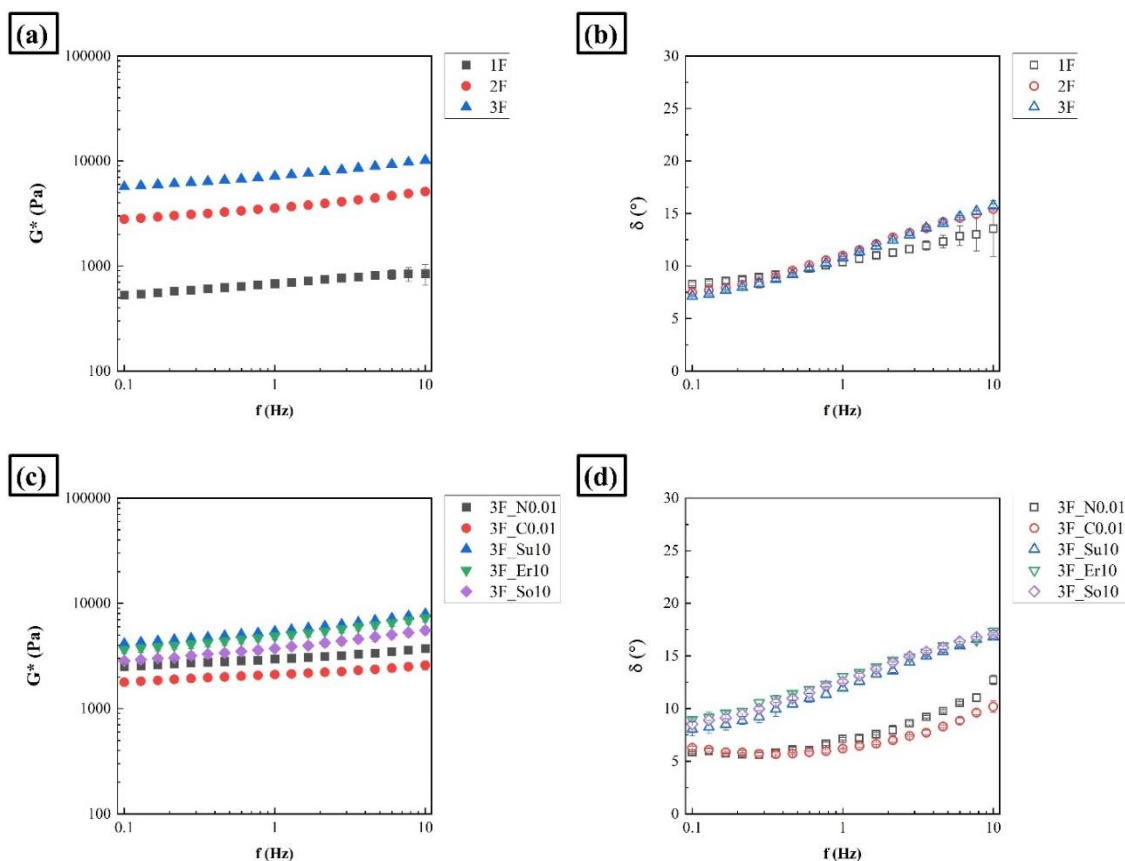 (a)
100000
10000
1000
100
G* (Pa)
0.1
1
10
f (Hz)
1F
2F
3F
(b)
30
25
20
15
10
5
0
δ (°)
0.1
1
10
f (Hz)
1F
2F
3F
(c)
100000
10000
1000
100
G* (Pa)
0.1
1
10
f (Hz)
3F_N0.01
3F_C0.01
3F_Su10
3F_Er10
3F_So10
(d)
30
25
20
15
10
5
0
δ (°)
0.1
1
10
f (Hz)
3F_N0.01
3F_C0.01
3F_Su10
3F_Er10
3F_So10